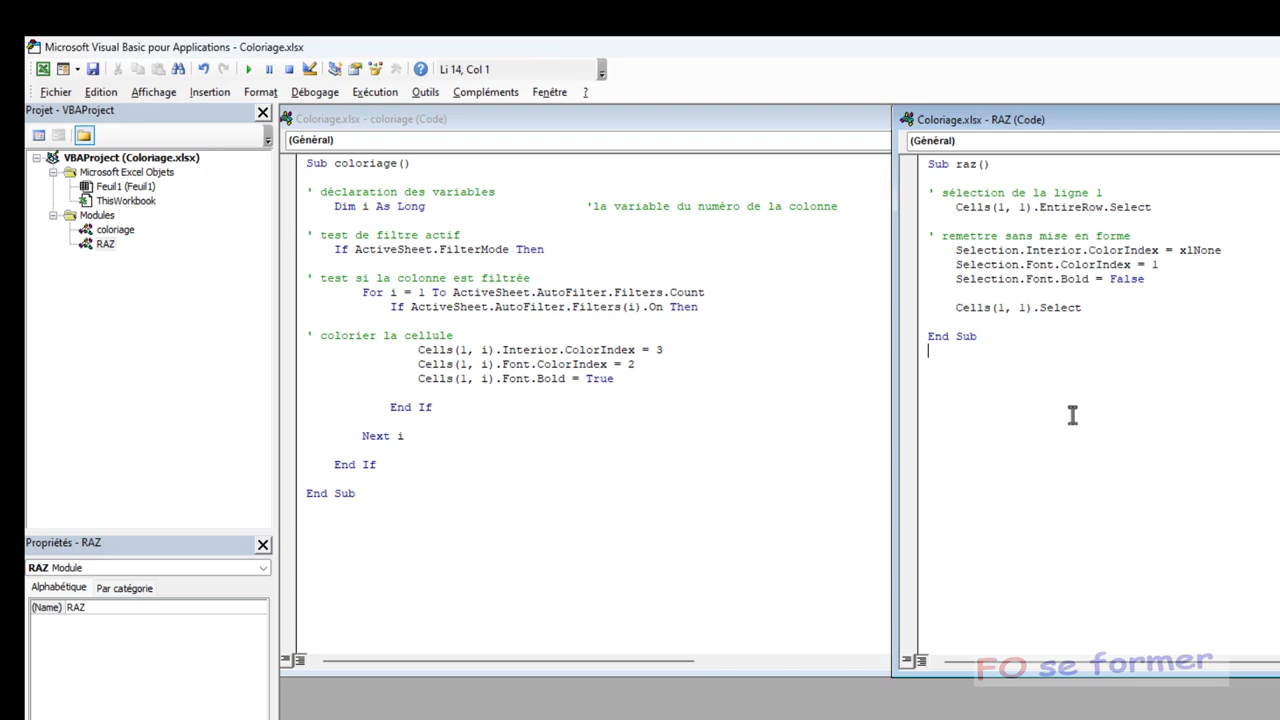 Microsoft Visual Basic pour Applications - Coloriage.xlsx
Li 14, Col 1
Fichier Edition Affichage Insertion Format Débogage Exécution Outils Compléments Fenêtre ?
Projet - VBAProject
VBAProject (Coloriage.xlsx)
Microsoft Excel Objets
Feuil1 (Feuil1)
ThisWorkbook
Modules
coloriage
RAZ
Propriétés - RAZ
RAZ Module
Alphabétique Par catégorie
(Name) RAZ
Coloriage.xlsx - coloriage (Code)
(Général)
Sub coloriage()
' déclaration des variables
Dim i As Long 'la variable du numéro de la colonne
' test de filtre actif
If ActiveSheet.FilterMode Then
' test si la colonne est filtrée
For i = 1 To ActiveSheet.AutoFilter.Filters.Count
If ActiveSheet.AutoFilter.Filters(i).On Then
' colorier la cellule
Cells(1, i).Interior.ColorIndex = 3
Cells(1, i).Font.ColorIndex = 2
Cells(1, i).Font.Bold = True
End If
Next i
End If
End Sub
Coloriage.xlsx - RAZ (Code)
(Général)
Sub raz()
' sélection de la ligne 1
Cells(1, 1).EntireRow.Select
' remettre sans mise en forme
Selection.Interior.ColorIndex = xlNone
Selection.Font.ColorIndex = 1
Selection.Font.Bold = False
Cells(1, 1).Select
End Sub
FO se former